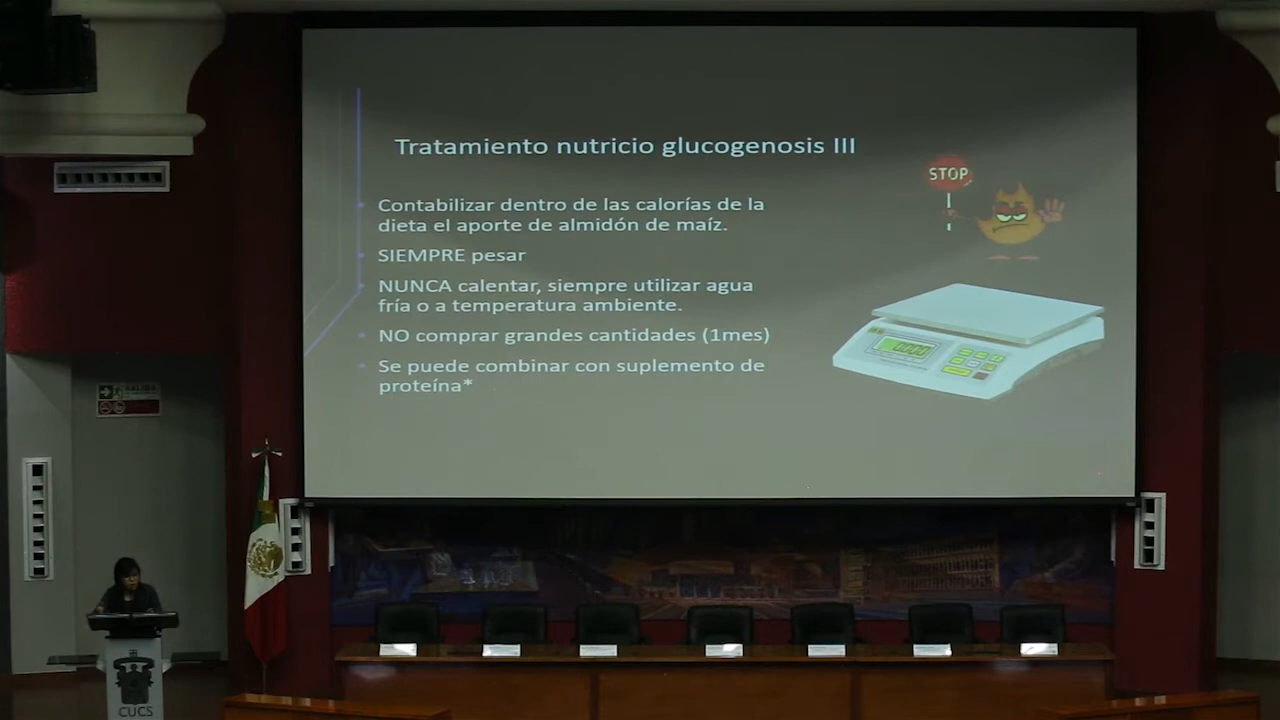 Tratamiento nutricio glucogenosis III
STOP
Contabilizar dentro de las calorías de la
dieta el aporte de almidón de maíz.
SIEMPRE pesar
NUNCA calentar, siempre utilizar agua
fría o a temperatura ambiente.
NO comprar grandes cantidades (1mes)
Se puede combinar con suplemento de
proteína*
SALIDA
CUCS